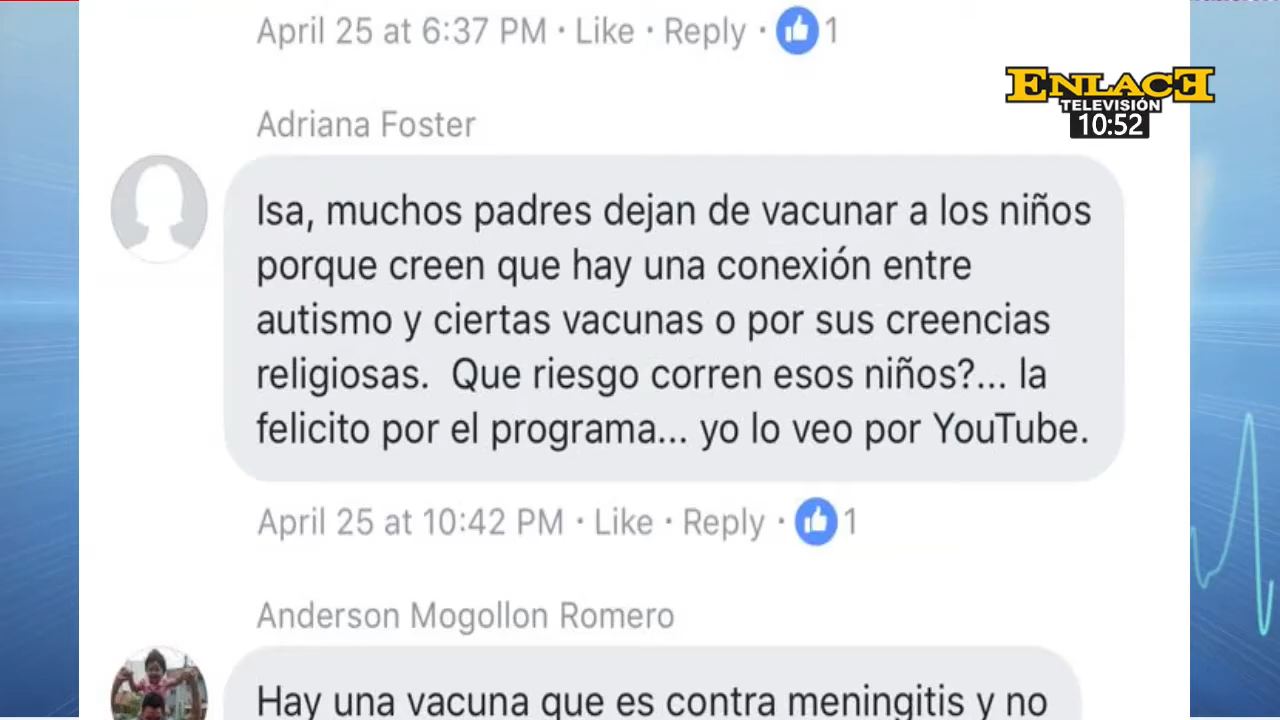 April 25 at 6:37 PM · Like · Reply · 1
ENLACE
TELEVISIÓN
10:52
Adriana Foster
Isa, muchos padres dejan de vacunar a los niños
porque creen que hay una conexión entre
autismo y ciertas vacunas o por sus creencias
religiosas.  Que riesgo corren esos niños?... la
felicito por el programa... yo lo veo por YouTube.
April 25 at 10:42 PM · Like · Reply · 1
Anderson Mogollon Romero
Hay una vacuna que es contra meningitis y no